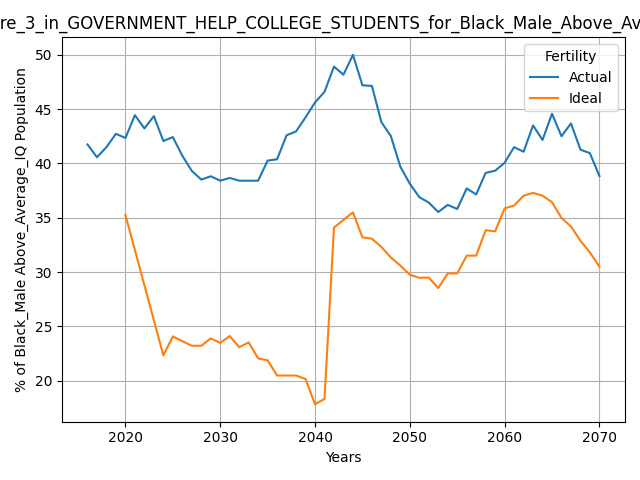 re_3_in_GOVERNMENT_HELP_COLLEGE_STUDENTS_for_Black_Male_Above_Av
% of Black_Male Above_Average_IQ Population
50
45
40
35
30
25
20
Fertility
Actual
Ideal
2020 2030 2040 2050 2060 2070
Years